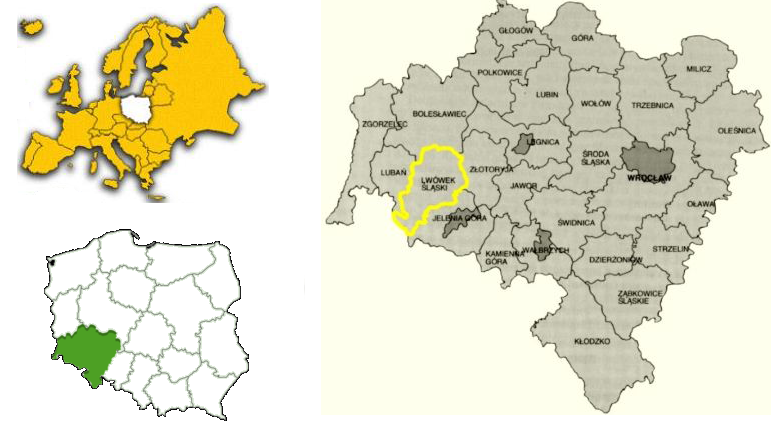 GŁOGÓW
GÓRA
POLKOWICE
MILICZ
LUBIN
WOŁÓW
TRZEBNICA
BOLESŁAWIEC
ZGORZELEC
OLEŚNICA
LEGNICA
ŚRODA
ŚLĄSKA
ZŁOTORYJA
LUBAŃ
LWÓWEK
ŚLĄSKI
WROCŁAW
JAWOR
OŁAWA
JELENIA GÓRA
ŚWIDNICA
KAMIENNA
GÓRA
WAŁBRZYCH
STRZELIN
DZIERŻONIÓW
ZĄBKOWICE
ŚLĄSKIE
KŁODZKO